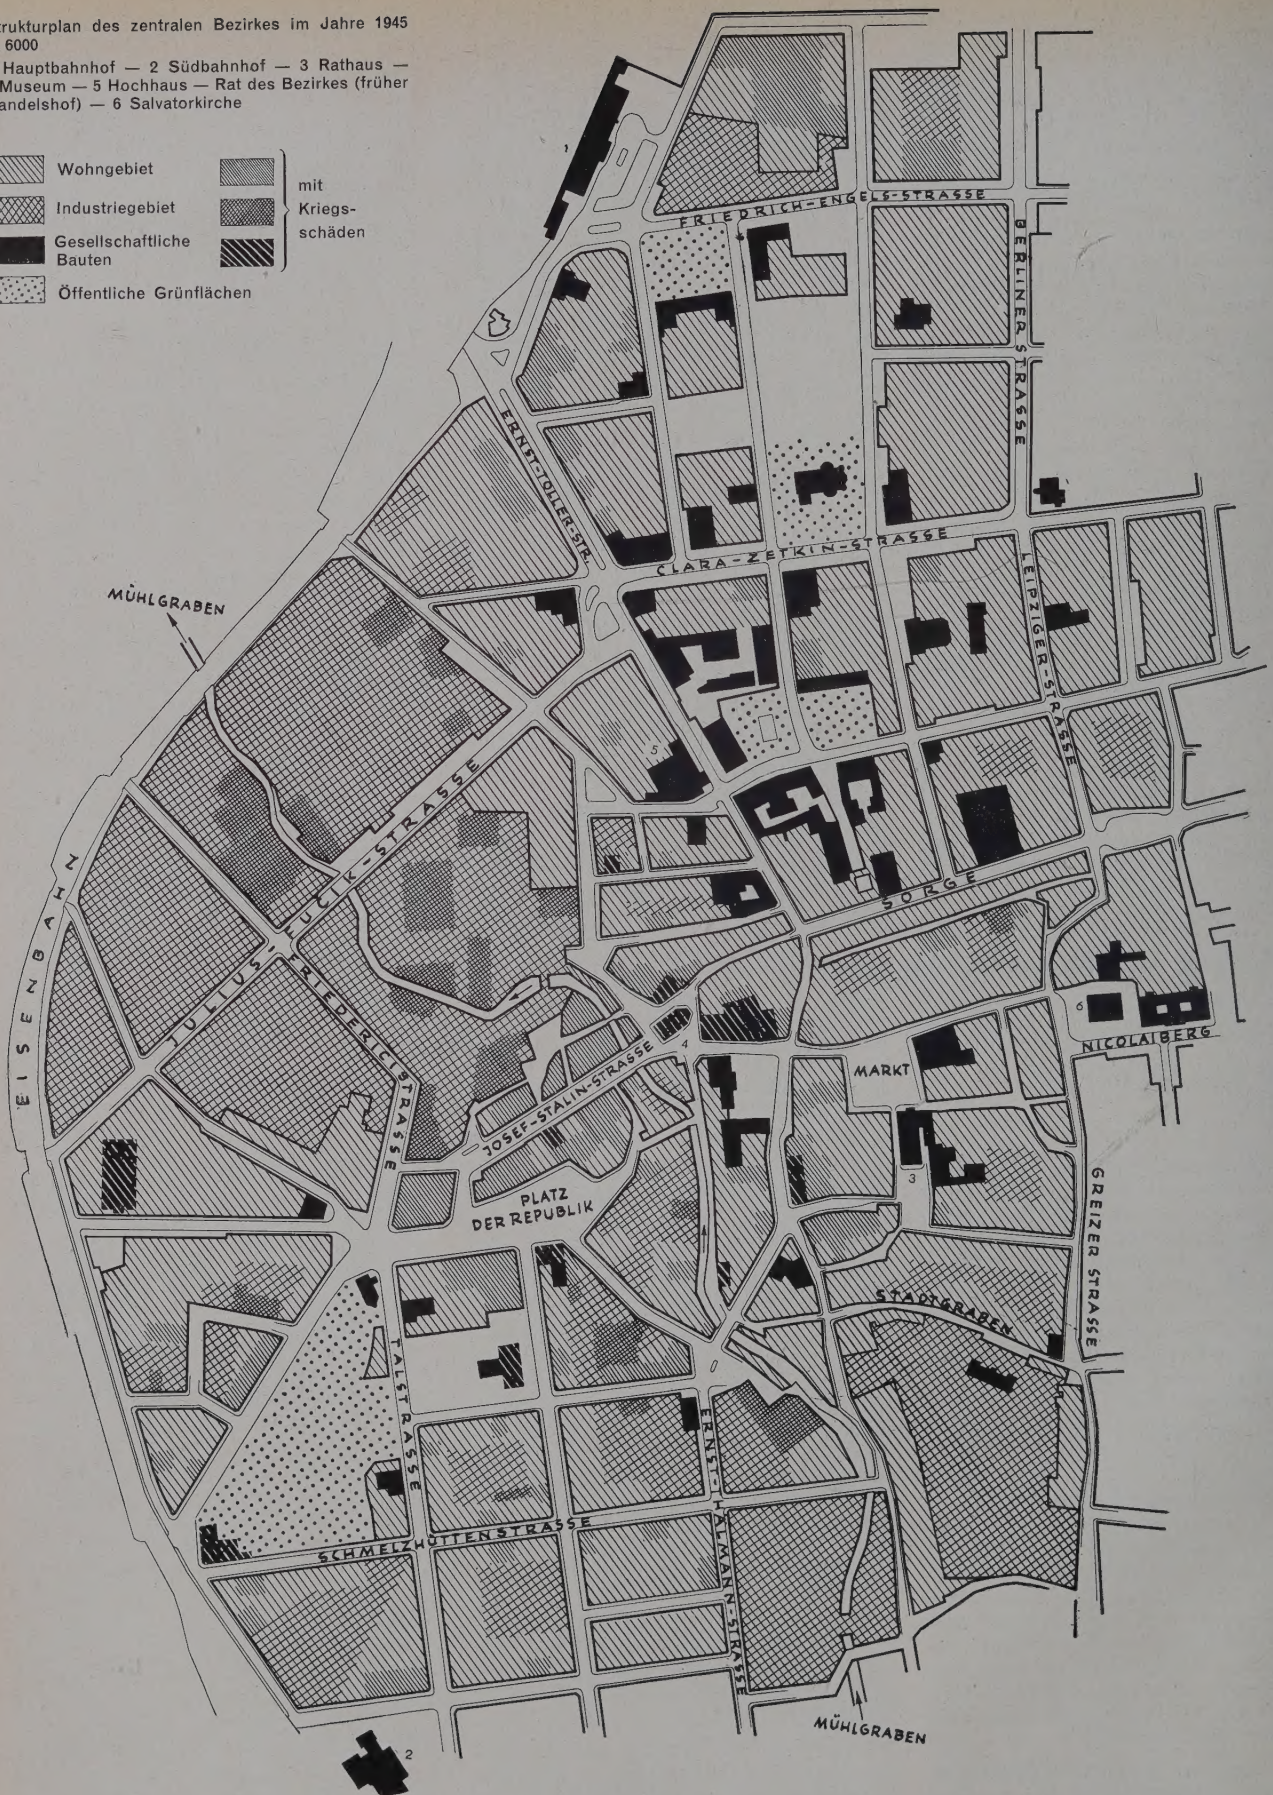 trukturplan des zentralen Bezirkes im Jahre 1945
6000
Hauptbahnhof — 2 Südbahnhof — 3 Rathaus —
Museum — 5 Hochhaus — Rat des Bezirkes (früher
andelshof) — 6 Salvatorkirche
Wohngebiet
Industriegebiet
Gesellschaftliche
Bauten
Öffentliche Grünflächen
mit
Kriegs-
schäden
1
FRIEDRICH-ENGELS-STRASSE
BERLINER STRASSE
ERNST-TOLLER-STR.
CLARA-ZETKIN-STRASSE
LEIPZIGER-STRASSE
MÜHLGRABEN
5
JULIUS-FUCIK-STRASSE
SORGE
EISENBAHN
FRIEDERICISTRASSE
6
NICOLAIBERG
4
JOSEF-STALIN-STRASSE
MARKT
3
PLATZ
DER REPUBLIK
GREIZER STRASSE
STADTGRABEN
TALSTRASSE
ERNST-THALMANN-STRASSE
SCHMELZHÜTTENSTRASSE
MÜHLGRABEN
2